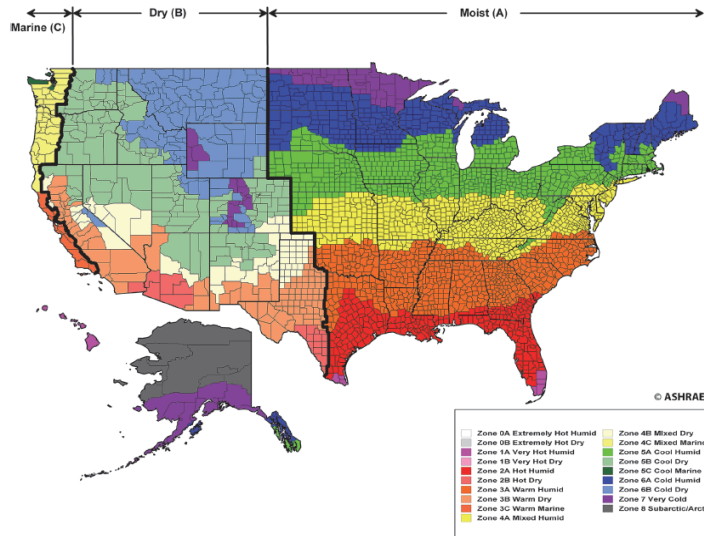 Marine (C)
Dry (B)
Moist (A)
© ASHRAE
Zone 0A Extremely Hot Humid
Zone 0B Extremely Hot Dry
Zone 1A Very Hot Humid
Zone 1B Very Hot Dry
Zone 2A Hot Humid
Zone 2B Hot Dry
Zone 3A Warm Humid
Zone 3B Warm Dry
Zone 3C Warm Marine
Zone 4A Mixed Humid
Zone 4B Mixed Dry
Zone 4C Mixed Marine
Zone 5A Cool Humid
Zone 5B Cool Dry
Zone 5C Cool Marine
Zone 6A Cold Humid
Zone 6B Cold Dry
Zone 7 Very Cold
Zone 8 Subarctic/Arct